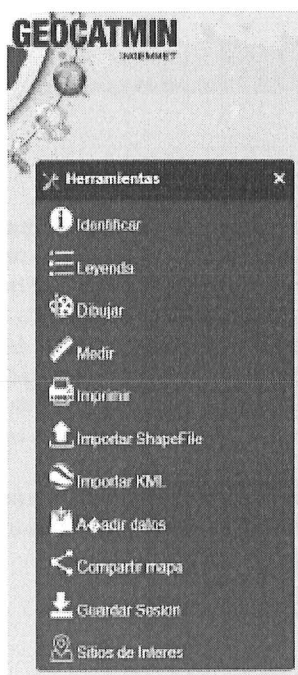 GEOCATMIN
INGEMMET
Herramientas ×
Identificar
Leyenda
Dibujar
Medir
Imprimir
Importar ShapeFile
Importar KML
A�adir datos
Compartir mapa
Guardar Sesion
Sitios de Interes